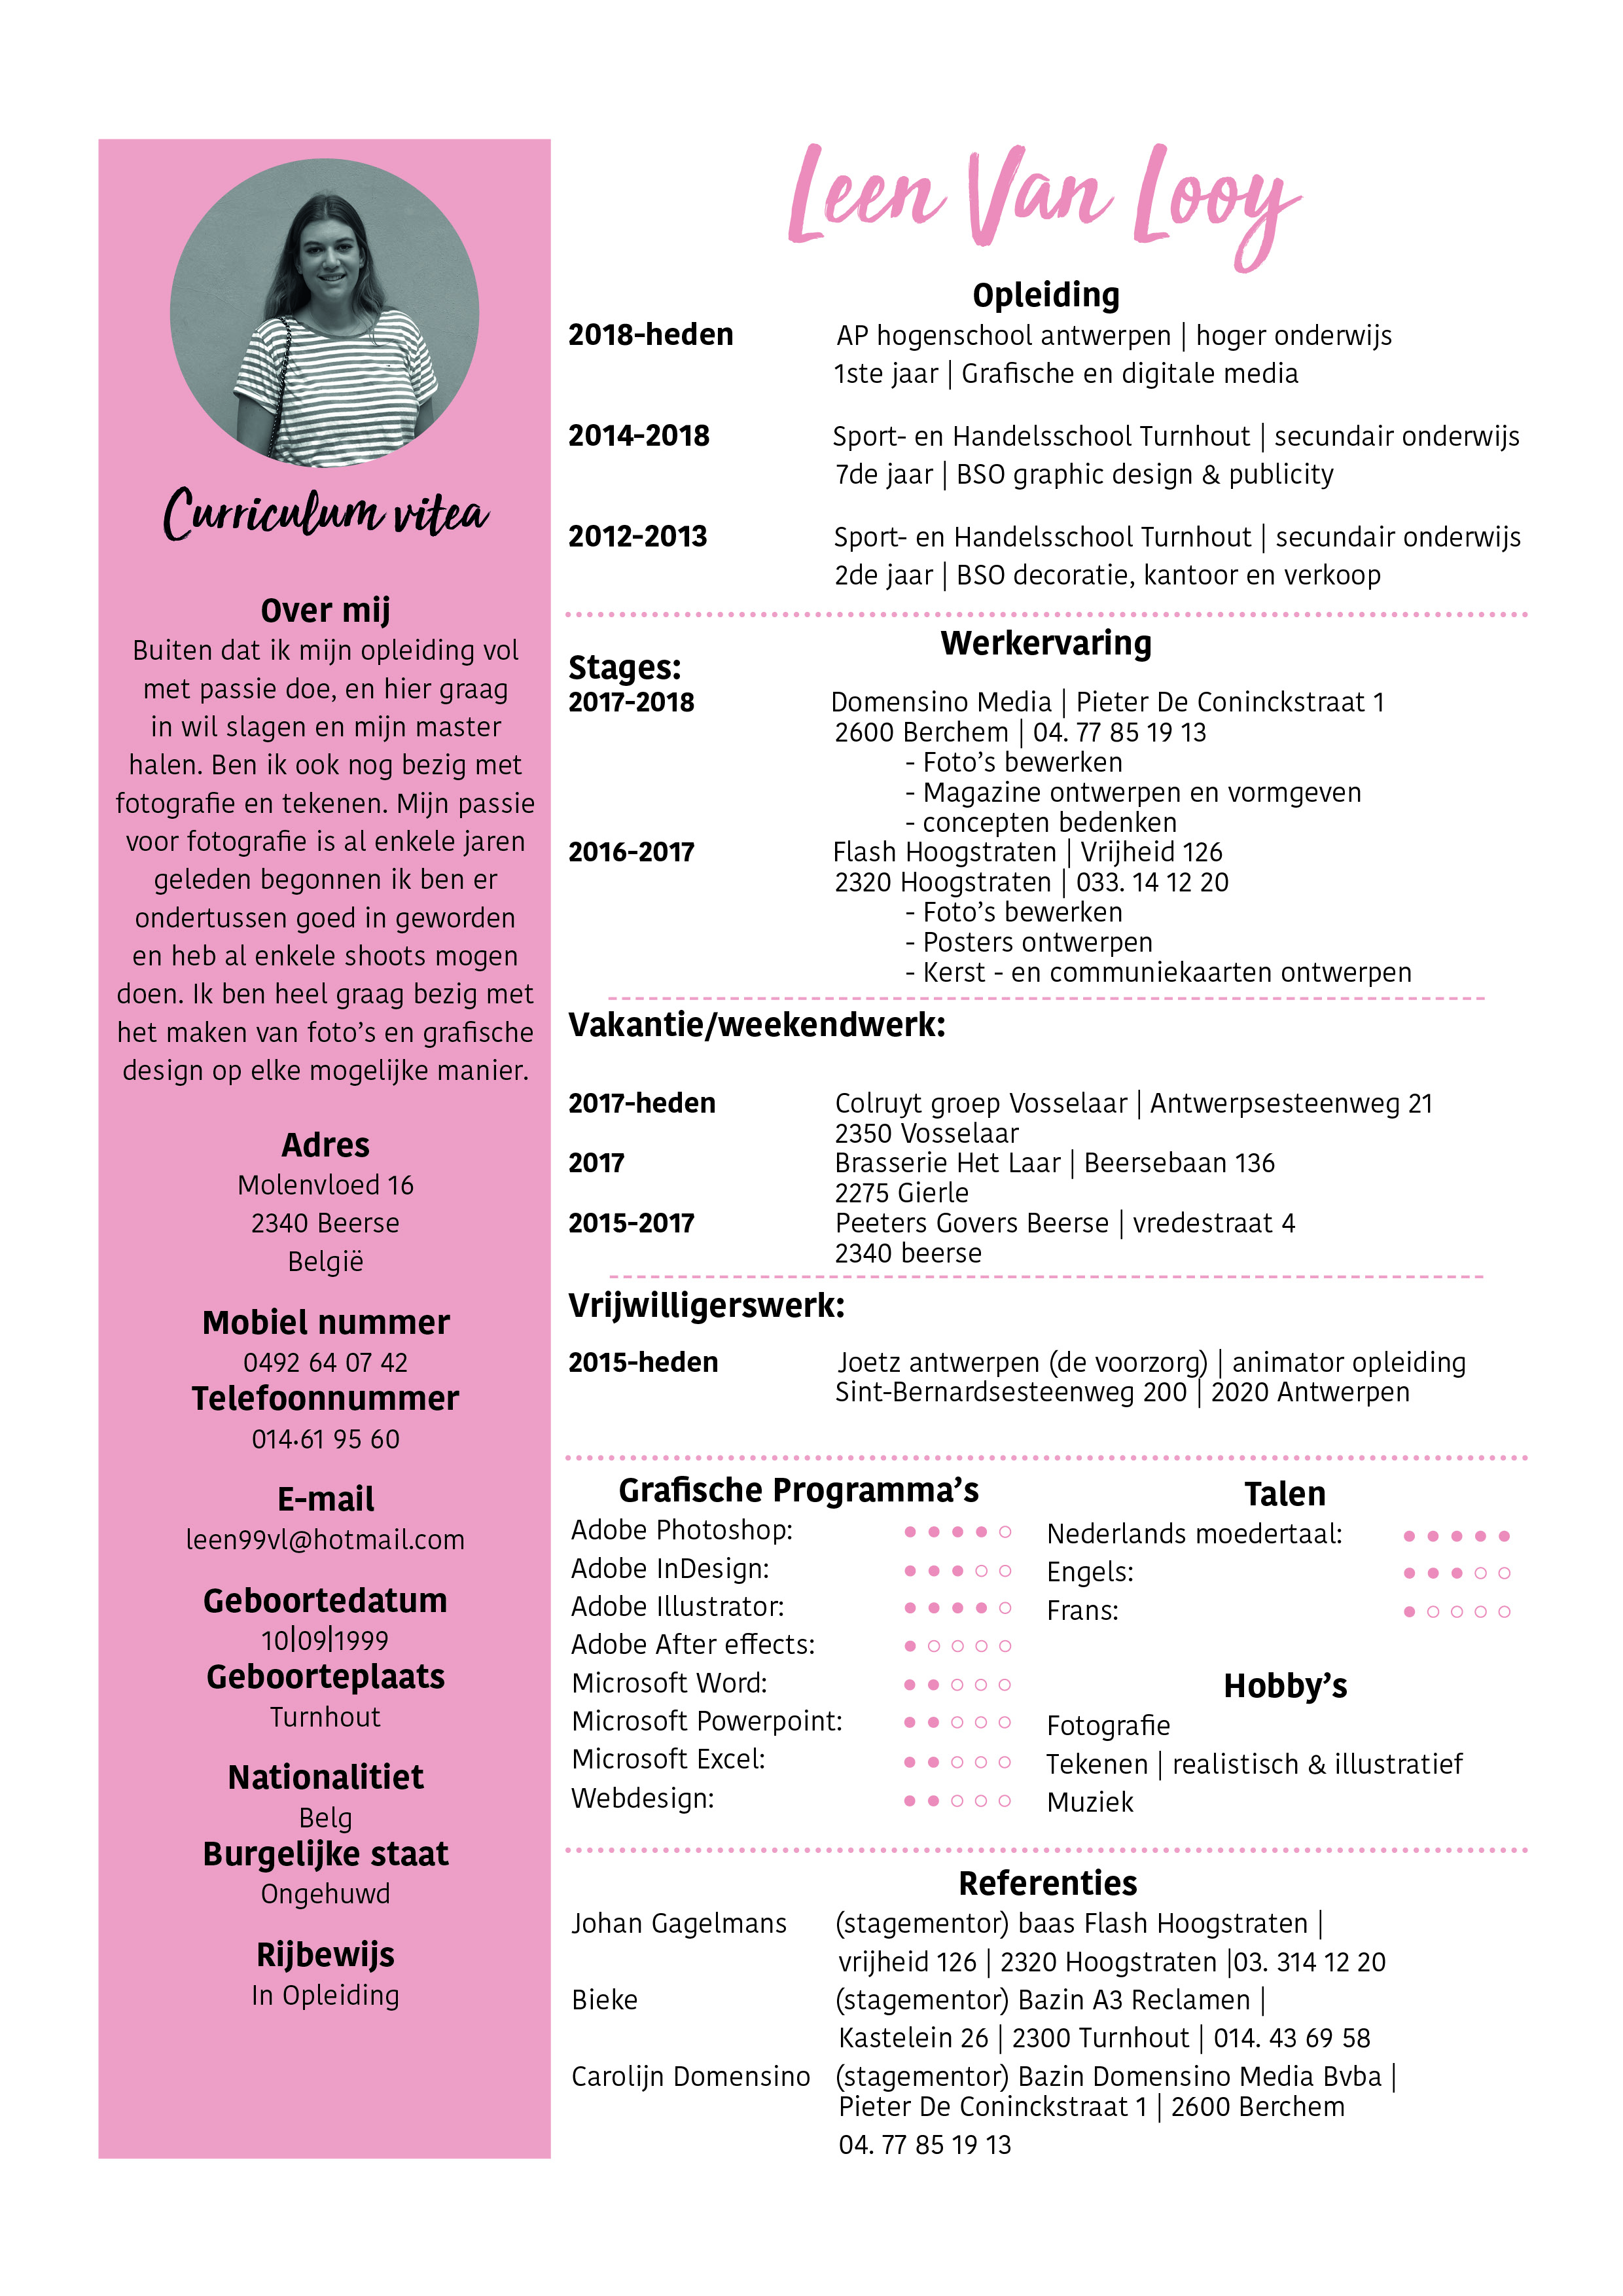 Curriculum vitea
Over mij
Buiten dat ik mijn opleiding vol
met passie doe, en hier graag
in wil slagen en mijn master
halen. Ben ik ook nog bezig met
fotografie en tekenen. Mijn passie
voor fotografie is al enkele jaren
geleden begonnen ik ben er
ondertussen goed in geworden
en heb al enkele shoots mogen
doen. Ik ben heel graag bezig met
het maken van foto's en grafische
design op elke mogelijke manier.
Adres
Molenvloed 16
2340 Beerse
België
Mobiel nummer
0492 64 07 42
Telefoonnummer
014·61 95 60
E-mail
leen99vl@hotmail.com
Geboortedatum
10|09|1999
Geboorteplaats
Turnhout
Nationalitiet
Belg
Burgelijke staat
Ongehuwd
Rijbewijs
In Opleiding
Leen Van Looy
Opleiding
2018-heden AP hogenschool antwerpen | hoger onderwijs
1ste jaar | Grafische en digitale media
2014-2018 Sport- en Handelsschool Turnhout | secundair onderwijs
7de jaar | BSO graphic design & publicity
2012-2013 Sport- en Handelsschool Turnhout | secundair onderwijs
2de jaar | BSO decoratie, kantoor en verkoop
Werkervaring
Stages:
2017-2018 Domensino Media | Pieter De Coninckstraat 1
2600 Berchem | 04. 77 85 19 13
- Foto's bewerken
- Magazine ontwerpen en vormgeven
- concepten bedenken
2016-2017 Flash Hoogstraten | Vrijheid 126
2320 Hoogstraten | 033. 14 12 20
- Foto's bewerken
- Posters ontwerpen
- Kerst - en communiekaarten ontwerpen
Vakantie/weekendwerk:
2017-heden Colruyt groep Vosselaar | Antwerpsesteenweg 21
2350 Vosselaar
2017 Brasserie Het Laar | Beersebaan 136
2275 Gierle
2015-2017 Peeters Govers Beerse | vredestraat 4
2340 beerse
Vrijwilligerswerk:
2015-heden Joetz antwerpen (de voorzorg) | animator opleiding
Sint-Bernardsesteenweg 200 | 2020 Antwerpen
Grafische Programma's
Adobe Photoshop:
Adobe InDesign:
Adobe Illustrator:
Adobe After effects:
Microsoft Word:
Microsoft Powerpoint:
Microsoft Excel:
Webdesign:
Talen
Nederlands moedertaal:
Engels:
Frans:
Hobby's
Fotografie
Tekenen | realistisch & illustratief
Muziek
Referenties
Johan Gagelmans (stagementor) baas Flash Hoogstraten |
vrijheid 126 | 2320 Hoogstraten |03. 314 12 20
Bieke (stagementor) Bazin A3 Reclamen |
Kastelein 26 | 2300 Turnhout | 014. 43 69 58
Carolijn Domensino (stagementor) Bazin Domensino Media Bvba |
Pieter De Coninckstraat 1 | 2600 Berchem
04. 77 85 19 13